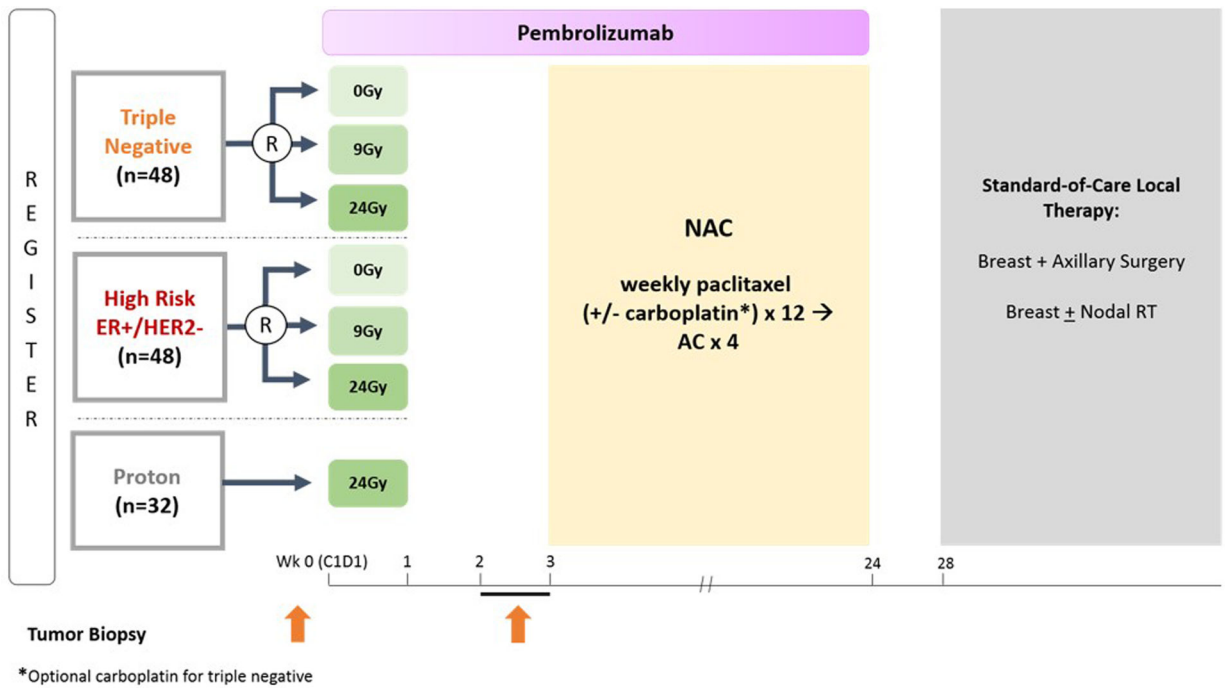 REGISTER
Pembrolizumab
Triple
Negative
(n=48)
R
0Gy
9Gy
24Gy
High Risk
ER+/HER2-
(n=48)
R
0Gy
9Gy
24Gy
Proton
(n=32)
24Gy
NAC
weekly paclitaxel
(+/- carboplatin*) x 12 →
AC x 4
Standard-of-Care Local
Therapy:
Breast + Axillary Surgery
Breast ± Nodal RT
Wk 0 (C1D1)
1
2
3
//
24
28
Tumor Biopsy
*Optional carboplatin for triple negative